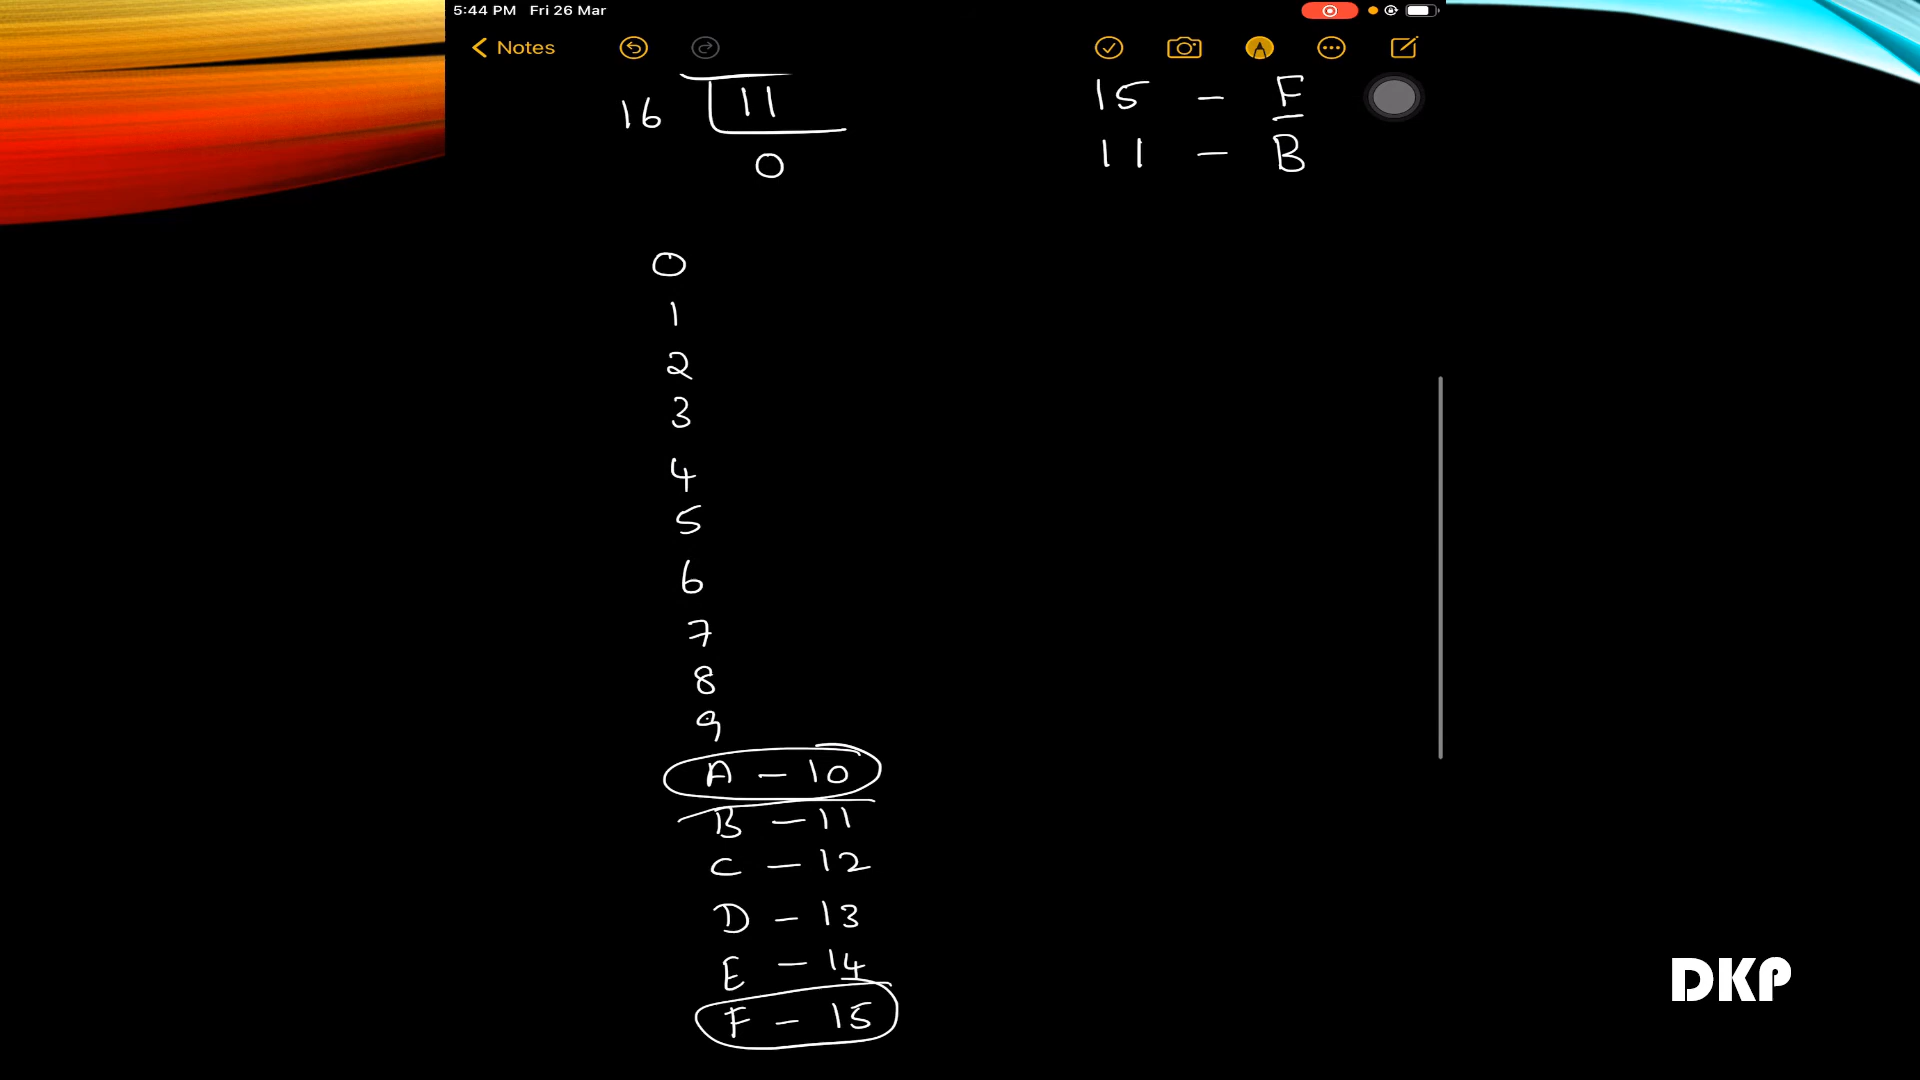 5:44 PM Fri 26 Mar
Notes
16 11 15 - F
0 11 - B
0
1
2
3
4
5
6
7
8
9
A - 10
B - 11
C - 12
D - 13
E - 14
F - 15
DKP